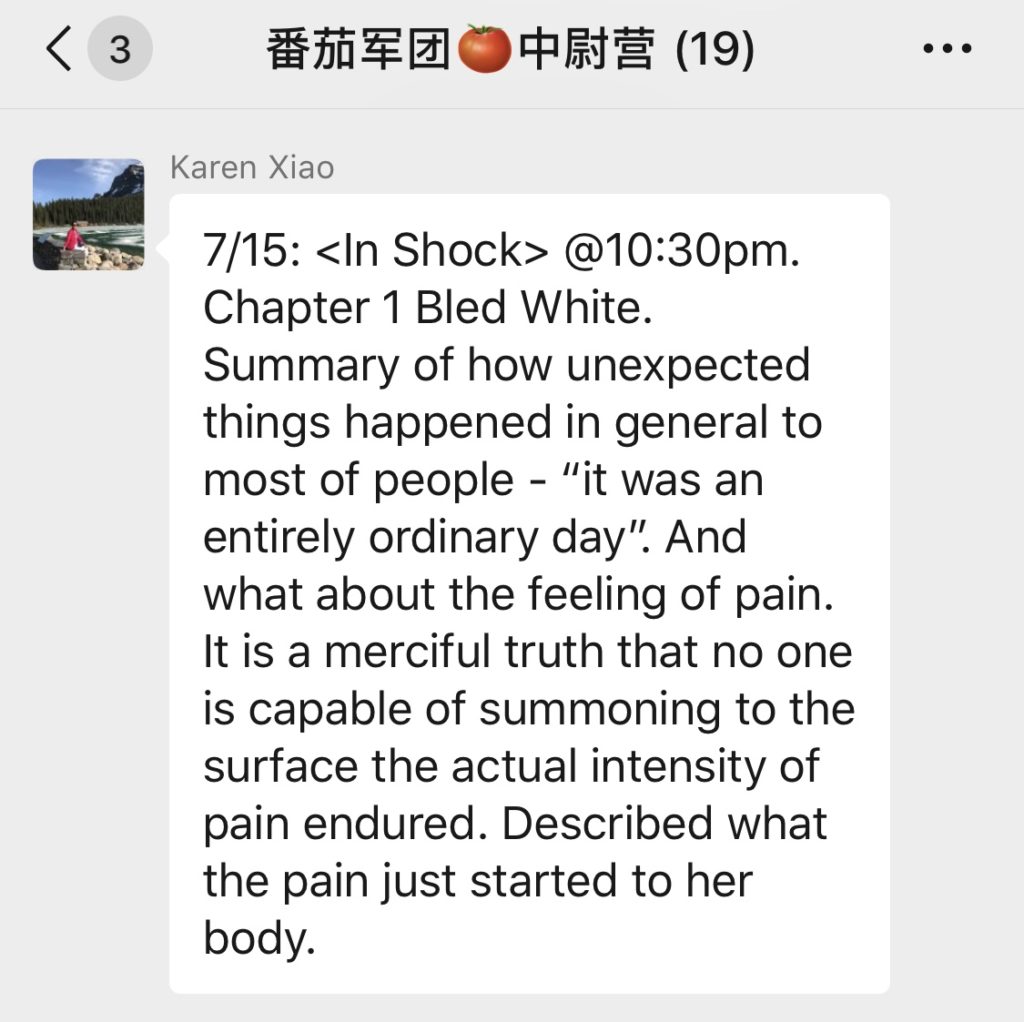 3
番茄军团🍅中尉营 (19)
Karen Xiao
7/15: <In Shock> @10:30pm.
Chapter 1 Bled White.
Summary of how unexpected
things happened in general to
most of people - “it was an
entirely ordinary day”. And
what about the feeling of pain.
It is a merciful truth that no one
is capable of summoning to the
surface the actual intensity of
pain endured. Described what
the pain just started to her
body.